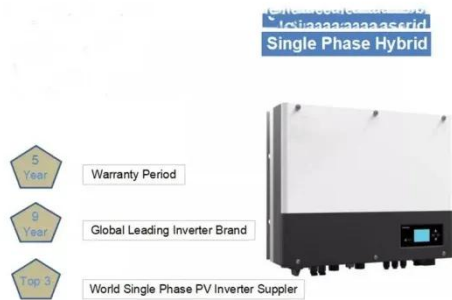 Single Phase Hybrid
5
Year
Warranty Period
9
Year
Global Leading Inverter Brand
Top 3
World Single Phase PV Inverter Suppler